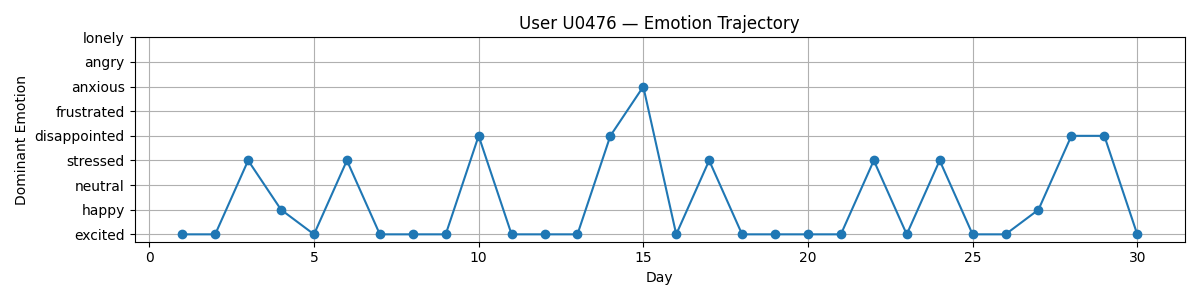 User U0476 — Emotion Trajectory
Dominant Emotion
lonely
angry
anxious
frustrated
disappointed
stressed
neutral
happy
excited
0 5 10 15 20 25 30
Day